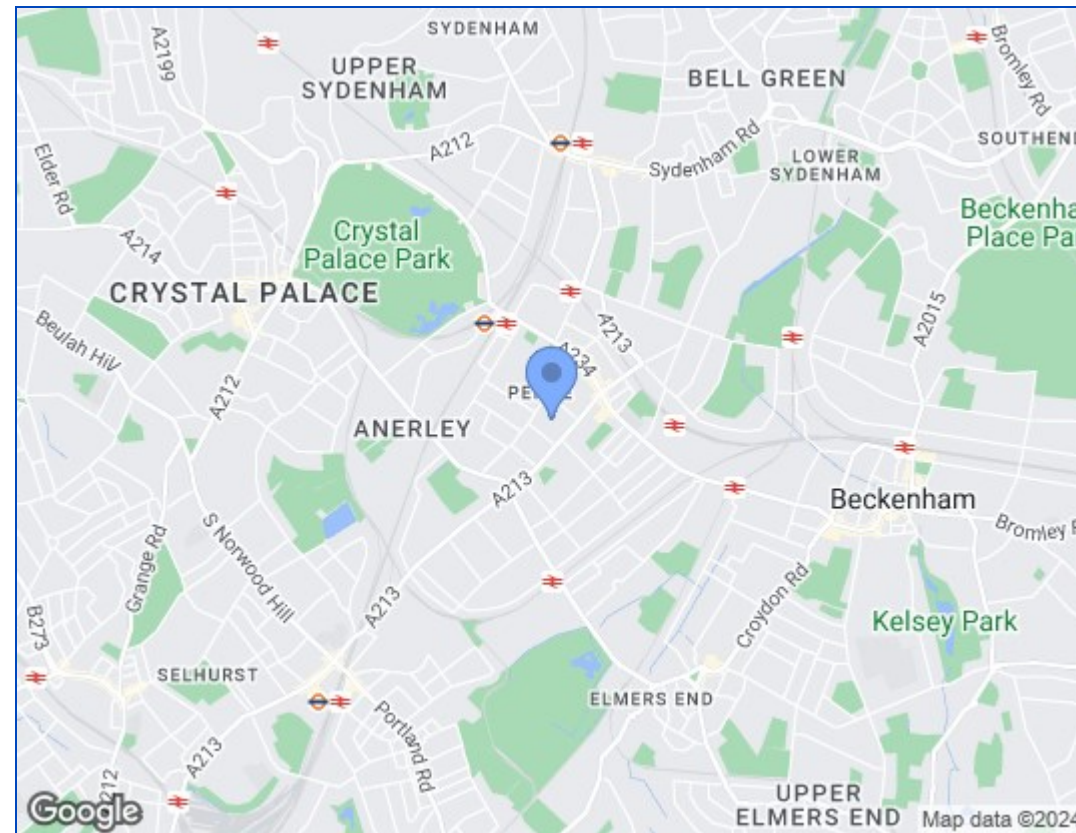 SYDENHAM
A2199
UPPER
SYDENHAM
BELL GREEN
Bromley Rd
A212
Sydenham Rd
SOUTHEN
LOWER
SYDENHAM
Elder Rd
Beckenha
Place Pa
Crystal
Palace Park
A214
CRYSTAL PALACE
A2015
A213
Beulah Hil
A234
A212
PE E
ANERLEY
A213
Beckenham
S Norwood Hill
Bromley R
Grange Rd
A213
Croydon Rd
B273
Kelsey Park
SELHURST
ELMERS END
Portland Rd
A213
A212
UPPER
ELMERS END
Google
Map data ©2024